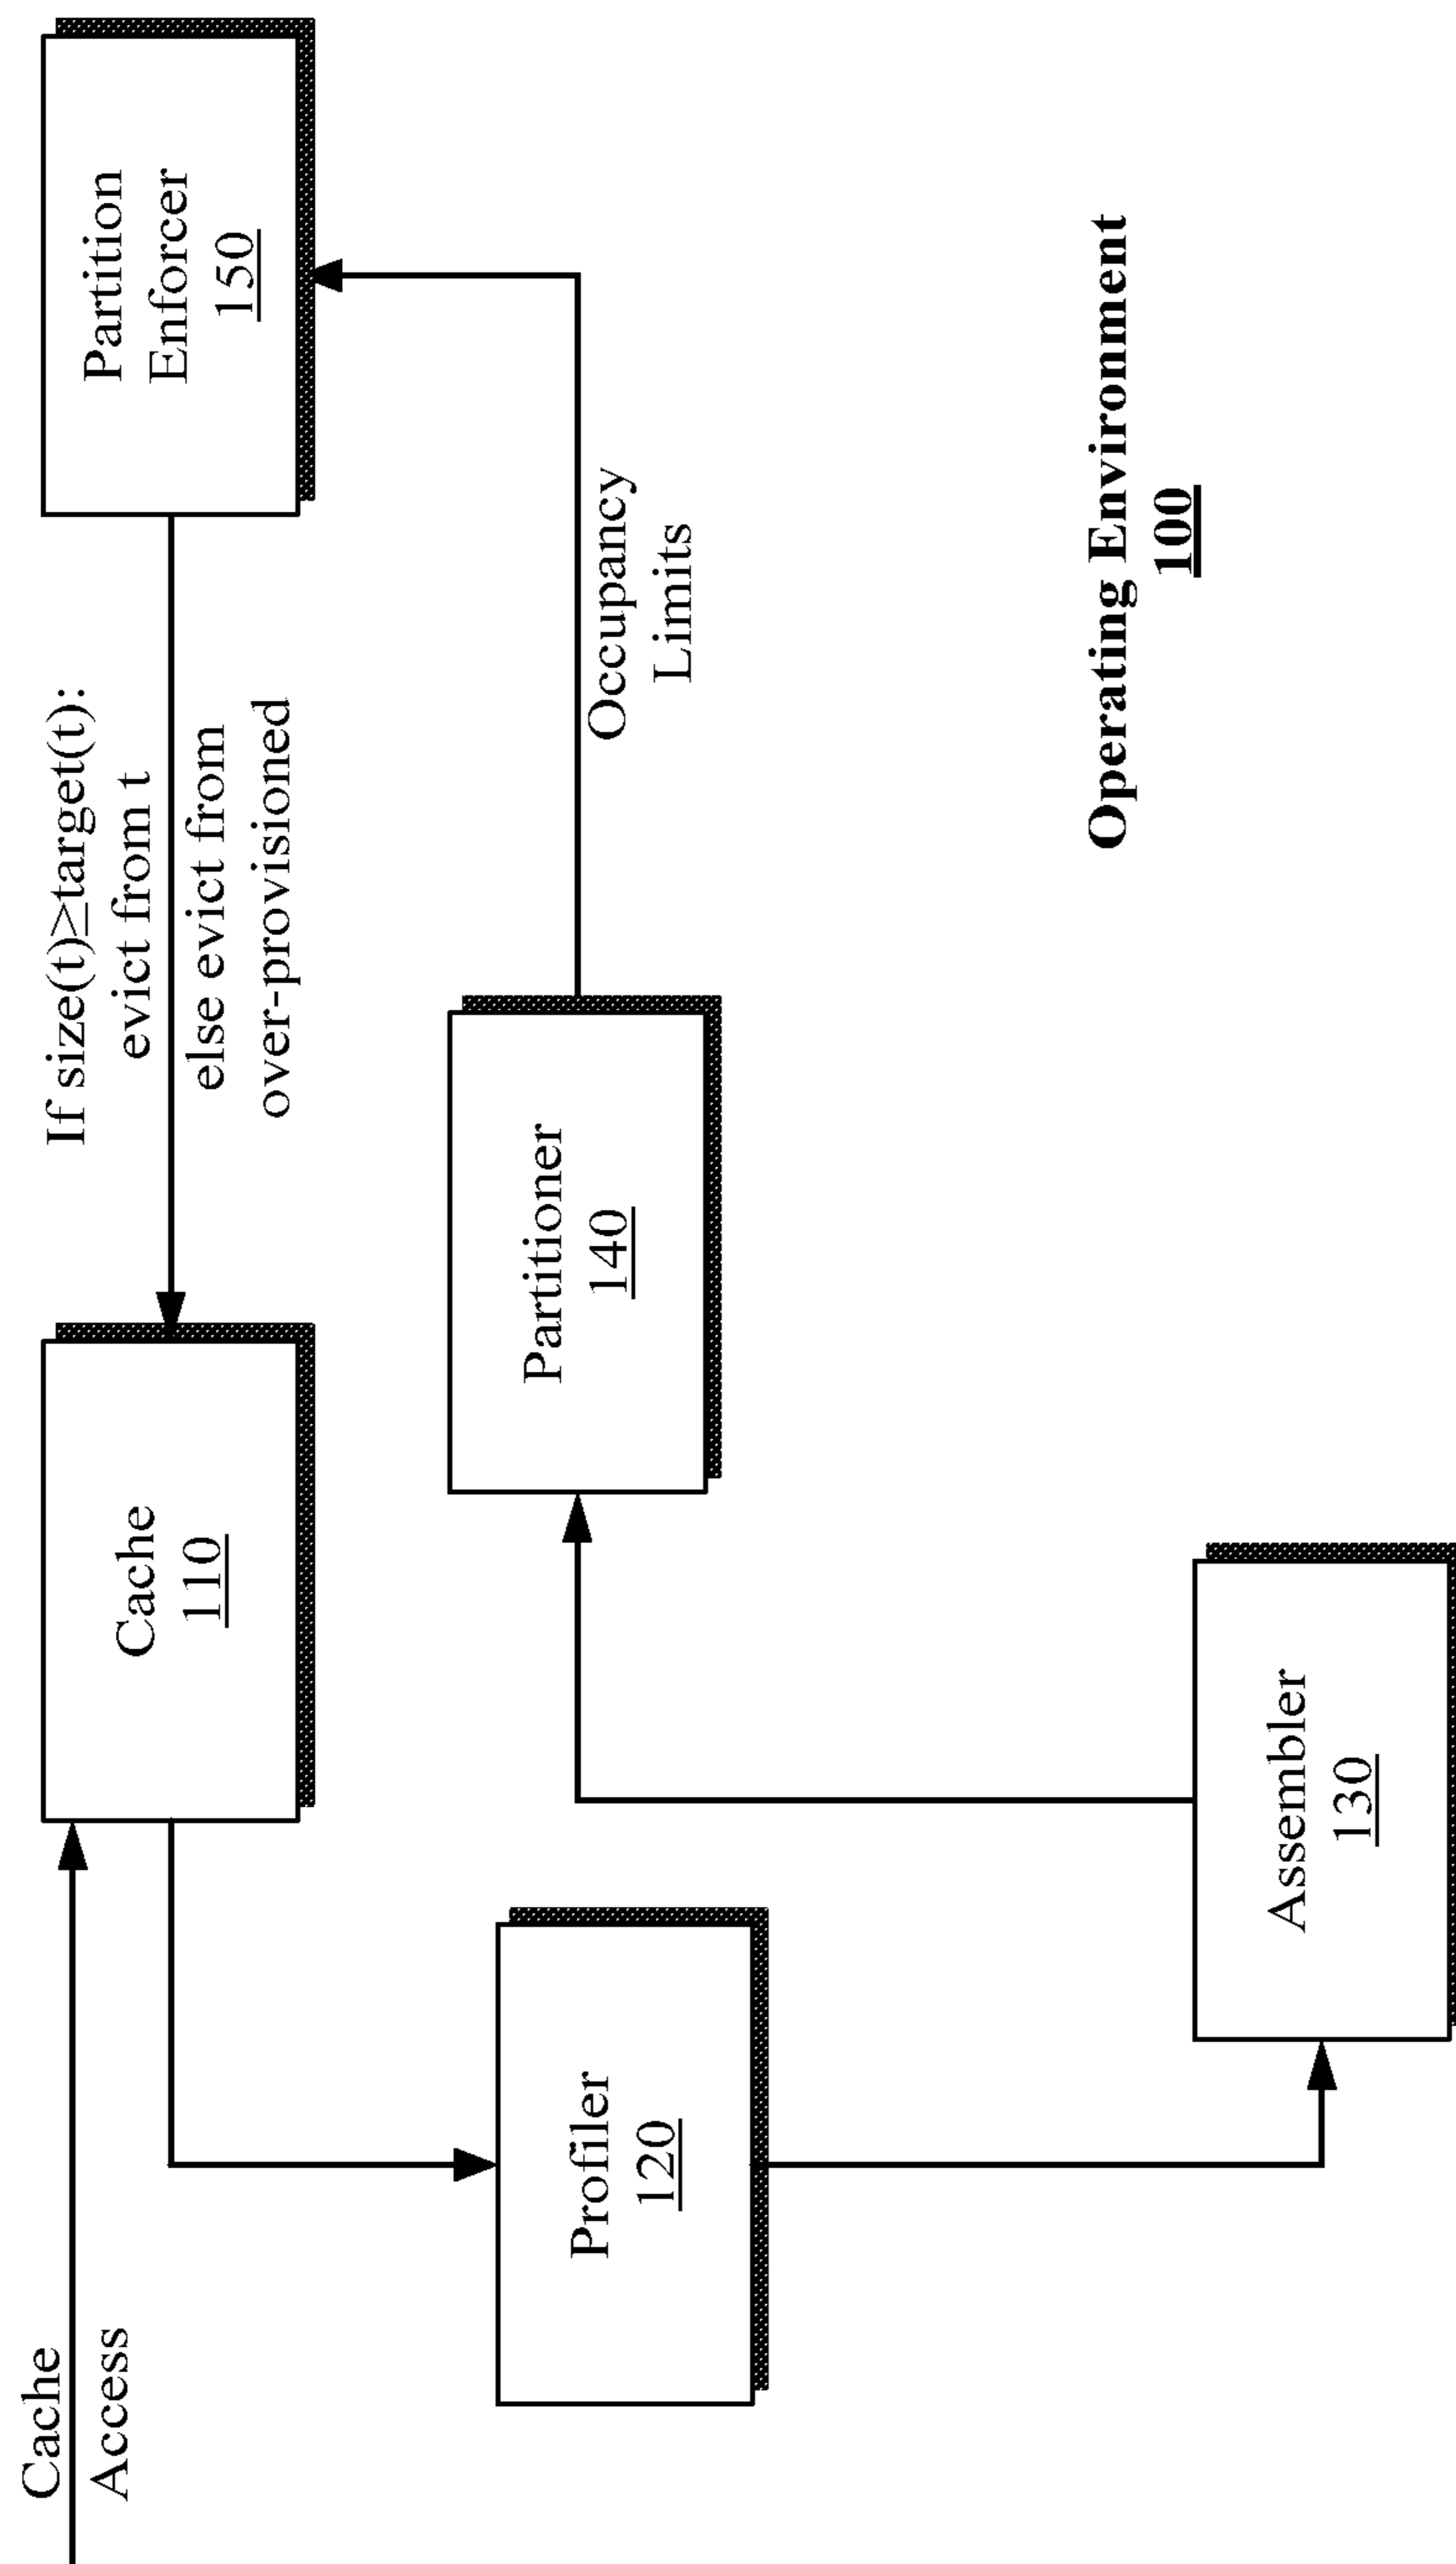 Cache
Access
Cache
110
If size(t)≥target(t):
evict from t
else evict from
over-provisioned
Partition
Enforcer
150
Profiler
120
Partitioner
140
Occupancy
Limits
Assembler
130
Operating Environment
100